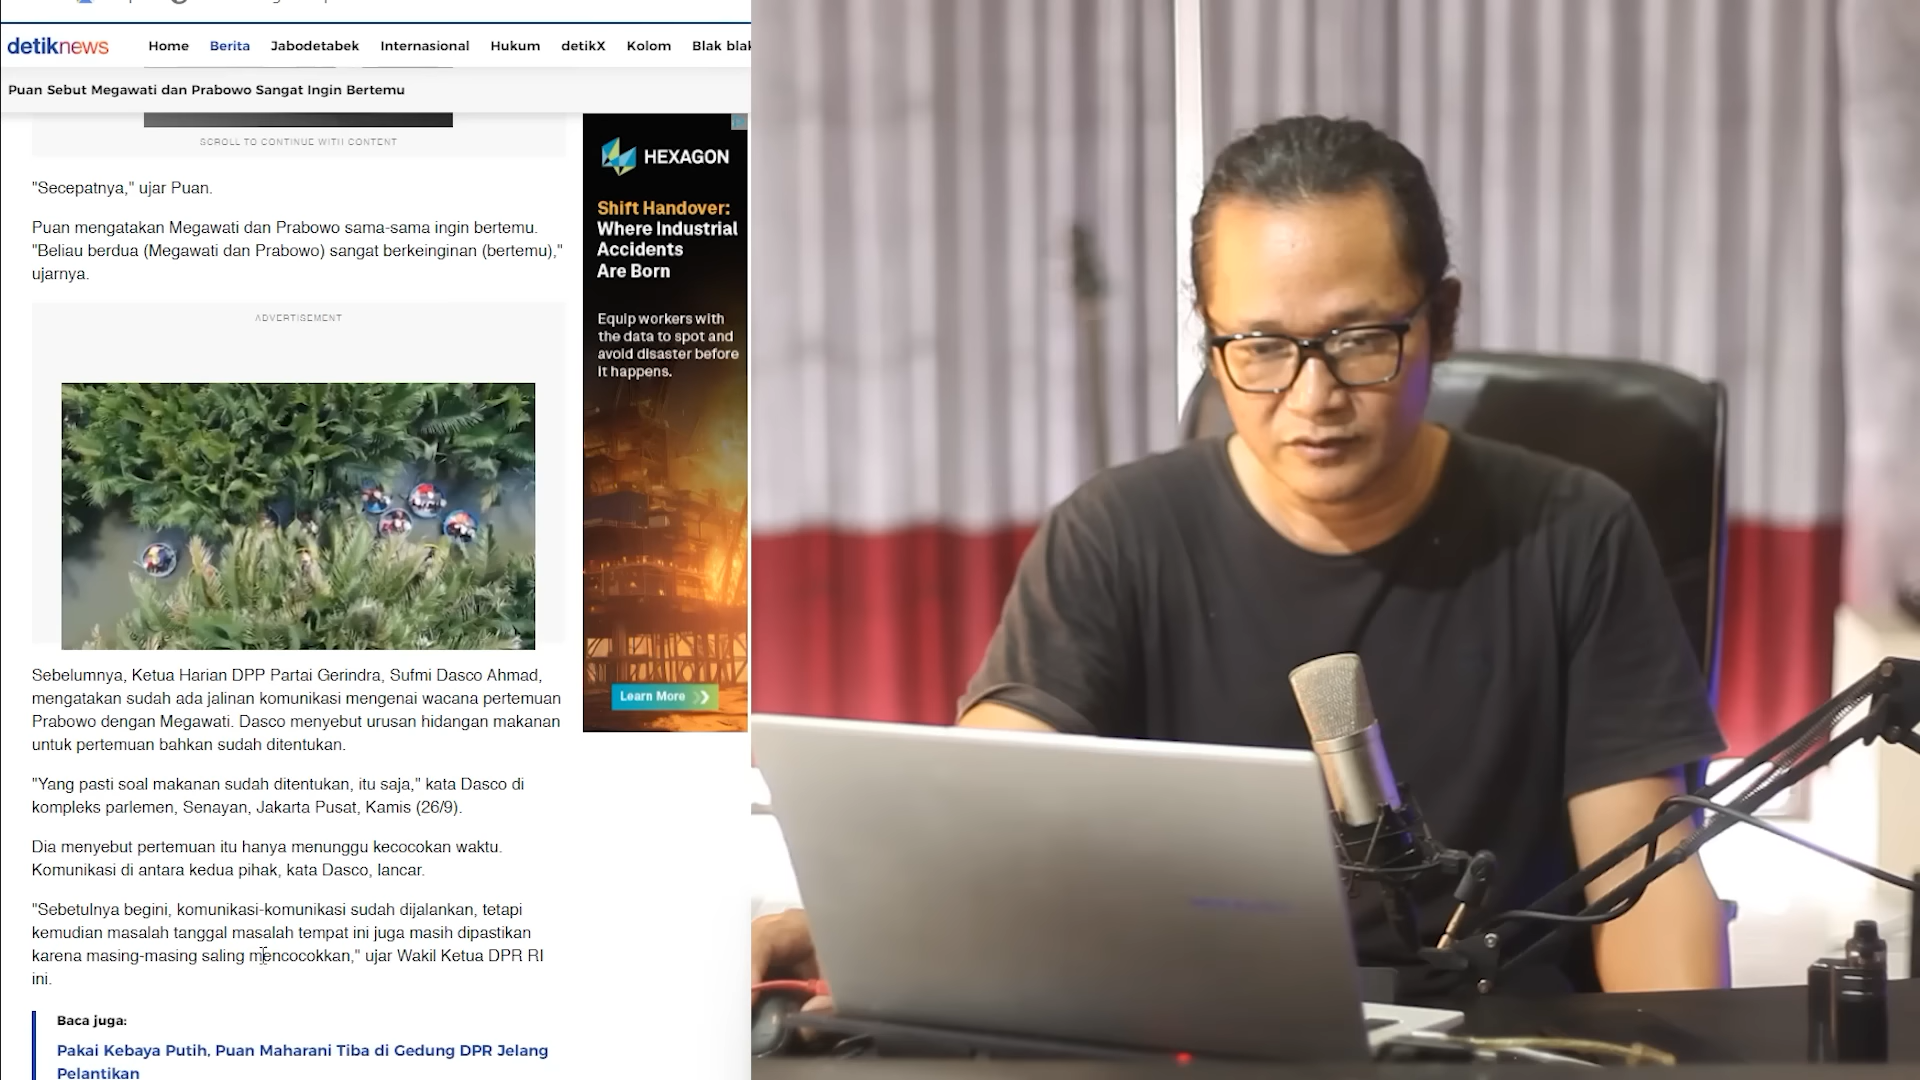 detiknews
Home Berita Jabodetabek Internasional Hukum detikX Kolom Blak blak
Puan Sebut Megawati dan Prabowo Sangat Ingin Bertemu
SCROLL TO CONTINUE WITH CONTENT
"Secepatnya," ujar Puan.
Puan mengatakan Megawati dan Prabowo sama-sama ingin bertemu.
"Beliau berdua (Megawati dan Prabowo) sangat berkeinginan (bertemu),"
ujarnya.
ADVERTISEMENT
Sebelumnya, Ketua Harian DPP Partai Gerindra, Sufmi Dasco Ahmad,
mengatakan sudah ada jalinan komunikasi mengenai wacana pertemuan
Prabowo dengan Megawati. Dasco menyebut urusan hidangan makanan
untuk pertemuan bahkan sudah ditentukan.
"Yang pasti soal makanan sudah ditentukan, itu saja," kata Dasco di
kompleks parlemen, Senayan, Jakarta Pusat, Kamis (26/9).
Dia menyebut pertemuan itu hanya menunggu kecocokan waktu.
Komunikasi di antara kedua pihak, kata Dasco, lancar.
"Sebetulnya begini, komunikasi-komunikasi sudah dijalankan, tetapi
kemudian masalah tanggal masalah tempat ini juga masih dipastikan
karena masing-masing saling mencocokkan," ujar Wakil Ketua DPR RI
ini.
Baca juga:
Pakai Kebaya Putih, Puan Maharani Tiba di Gedung DPR Jelang
Pelantikan
HEXAGON
Shift Handover:
Where Industrial
Accidents
Are Born
Equip workers with
the data to spot and
avoid disaster before
it happens.
Learn More